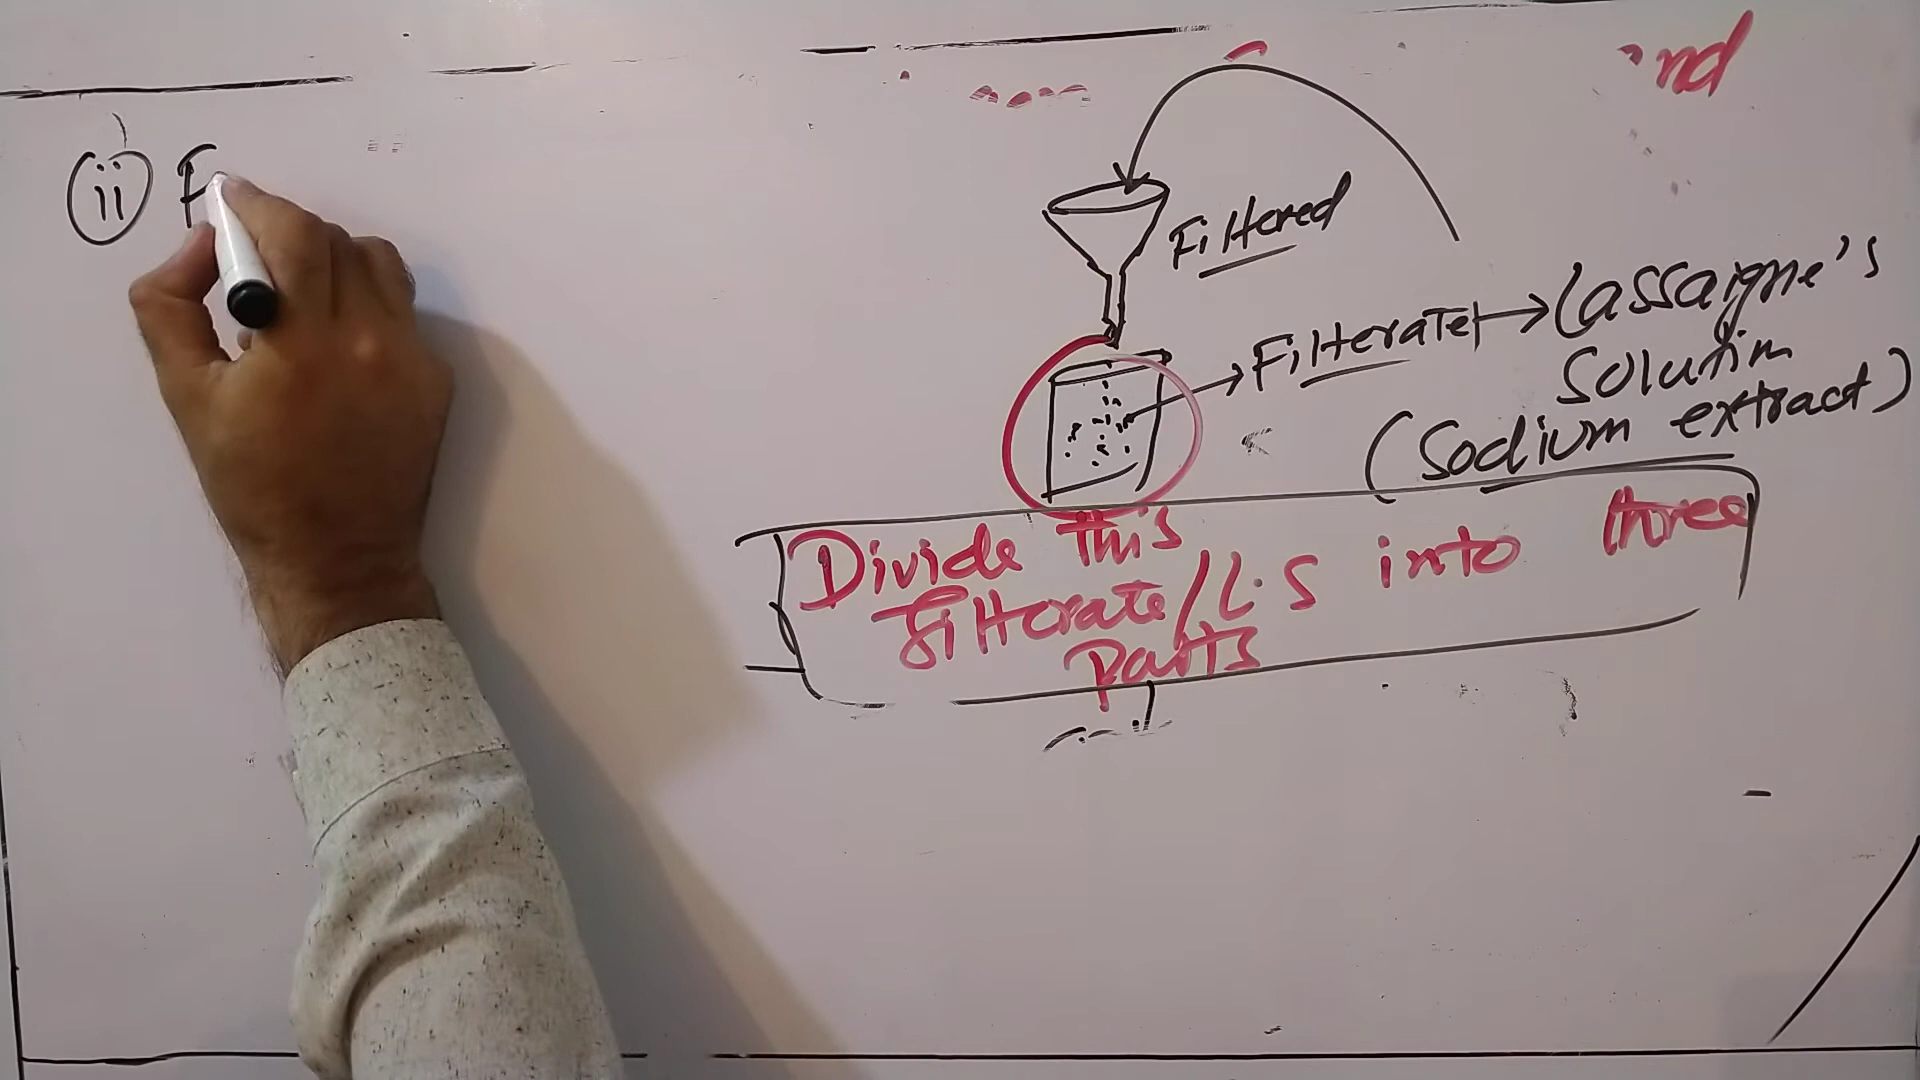 nd
ii F
Filtered
Filterate → Lassaigne's
Solution
(Sodium extract)
Divide this
filterate/L.S into three
parts